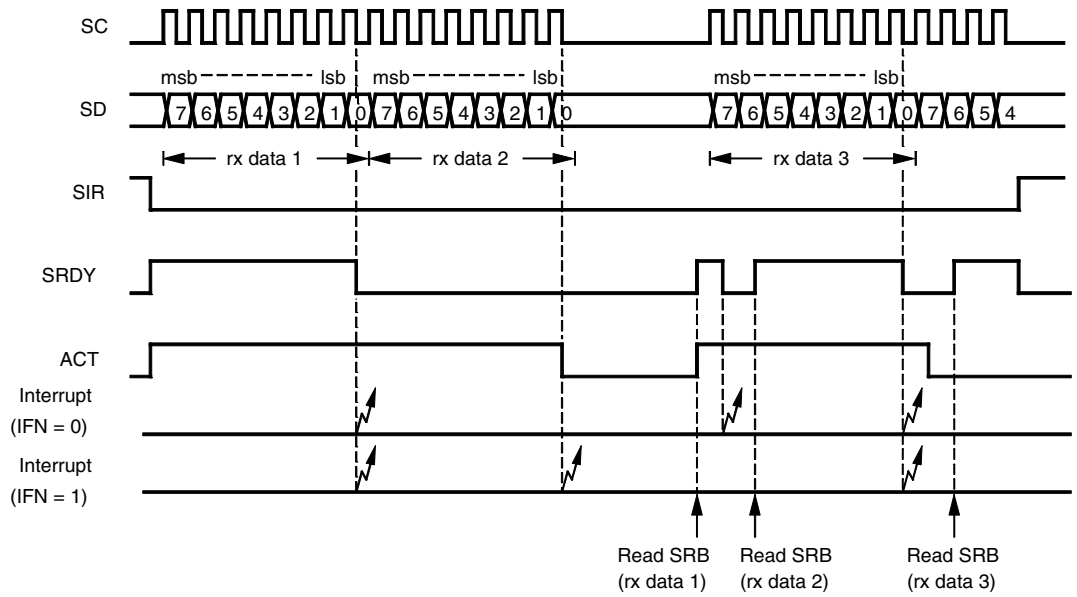 SC
msb lsb msb lsb msb lsb
SD 7 6 5 4 3 2 1 0 7 6 5 4 3 2 1 0 7 6 5 4 3 2 1 0 7 6 5 4
rx data 1 rx data 2 rx data 3
SIR
SRDY
ACT
Interrupt
(IFN = 0)
Interrupt
(IFN = 1)
Read SRB
(rx data 1)
Read SRB
(rx data 2)
Read SRB
(rx data 3)